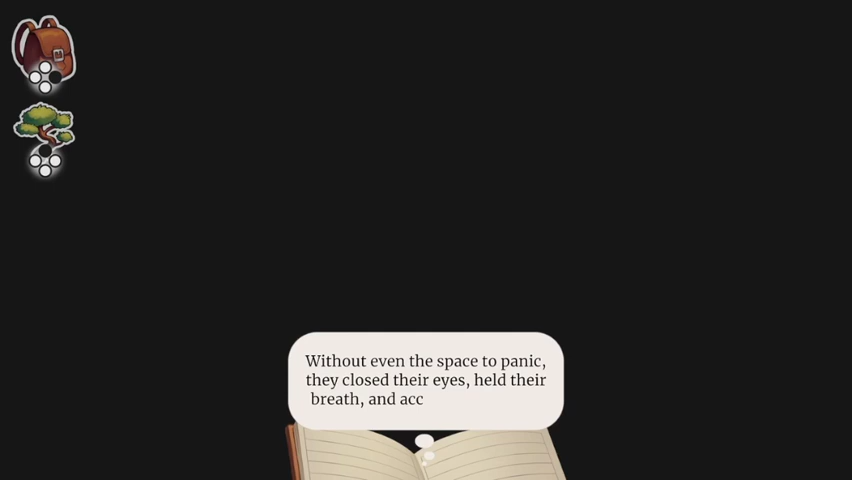 Without even the space to panic,
they closed their eyes, held their
breath, and acc